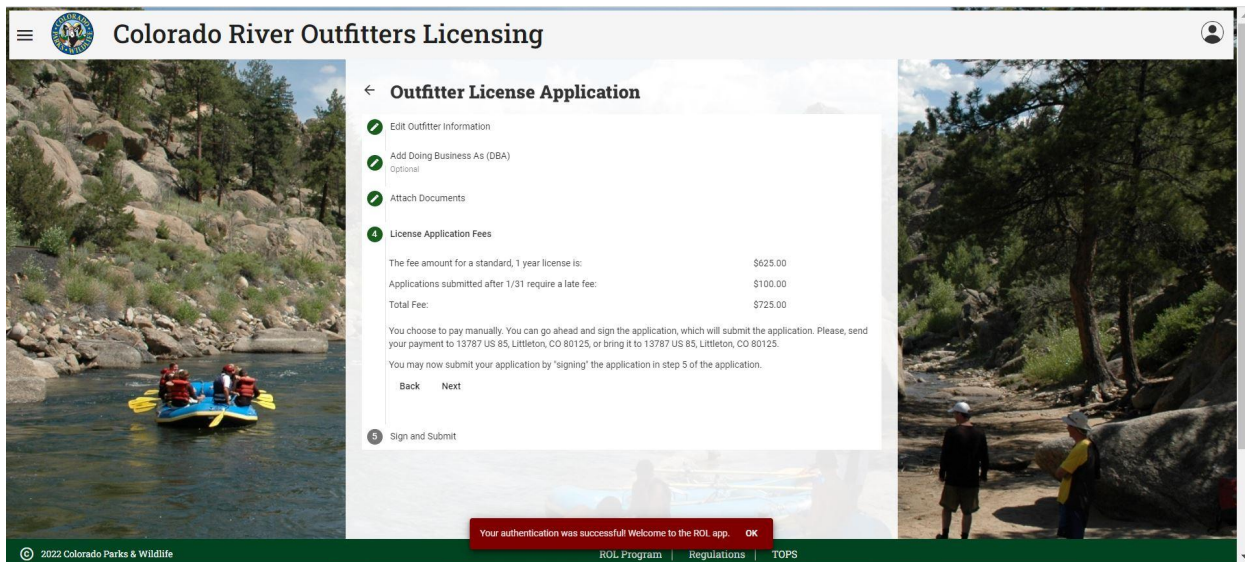 Colorado River Outfitters Licensing
← Outfitter License Application
Edit Outfitter Information
Add Doing Business As (DBA)
Optional
Attach Documents
4 License Application Fees
The fee amount for a standard, 1 year license is: $625.00
Applications submitted after 1/31 require a late fee: $100.00
Total Fee: $725.00
You choose to pay manually. You can go ahead and sign the application, which will submit the application. Please, send
your payment to 13787 US 85, Littleton, CO 80125, or bring it to 13787 US 85, Littleton, CO 80125.
You may now submit your application by "signing" the application in step 5 of the application.
Back Next
5 Sign and Submit
Your authentication was successful! Welcome to the ROL app. OK
© 2022 Colorado Parks & Wildlife ROL Program | Regulations | TOPS